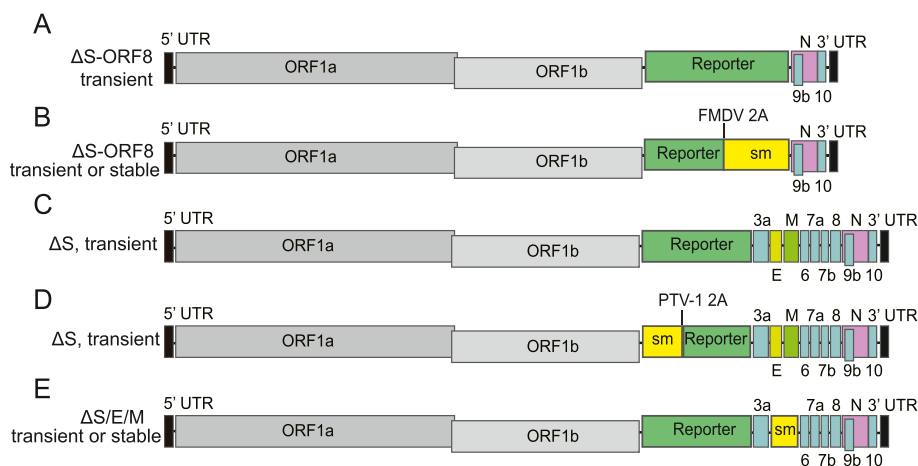 A
5’ UTR
N 3’ UTR
ΔS-ORF8
transient
ORF1a
ORF1b
Reporter
9b 10
B
FMDV 2A
5’ UTR
N 3’ UTR
ΔS-ORF8
transient or stable
ORF1a
ORF1b
Reporter
sm
9b 10
C
5’ UTR
3a M 7a 8 N 3’ UTR
ΔS, transient
ORF1a
ORF1b
Reporter
E 6 7b 9b 10
D
PTV-1 2A
5’ UTR
3a M 7a 8 N 3’ UTR
ΔS, transient
ORF1a
ORF1b
sm
Reporter
E 6 7b 9b 10
E
5’ UTR
3a 7a 8 N 3’ UTR
ΔS/E/M
transient or stable
ORF1a
ORF1b
Reporter
sm
6 7b 9b 10